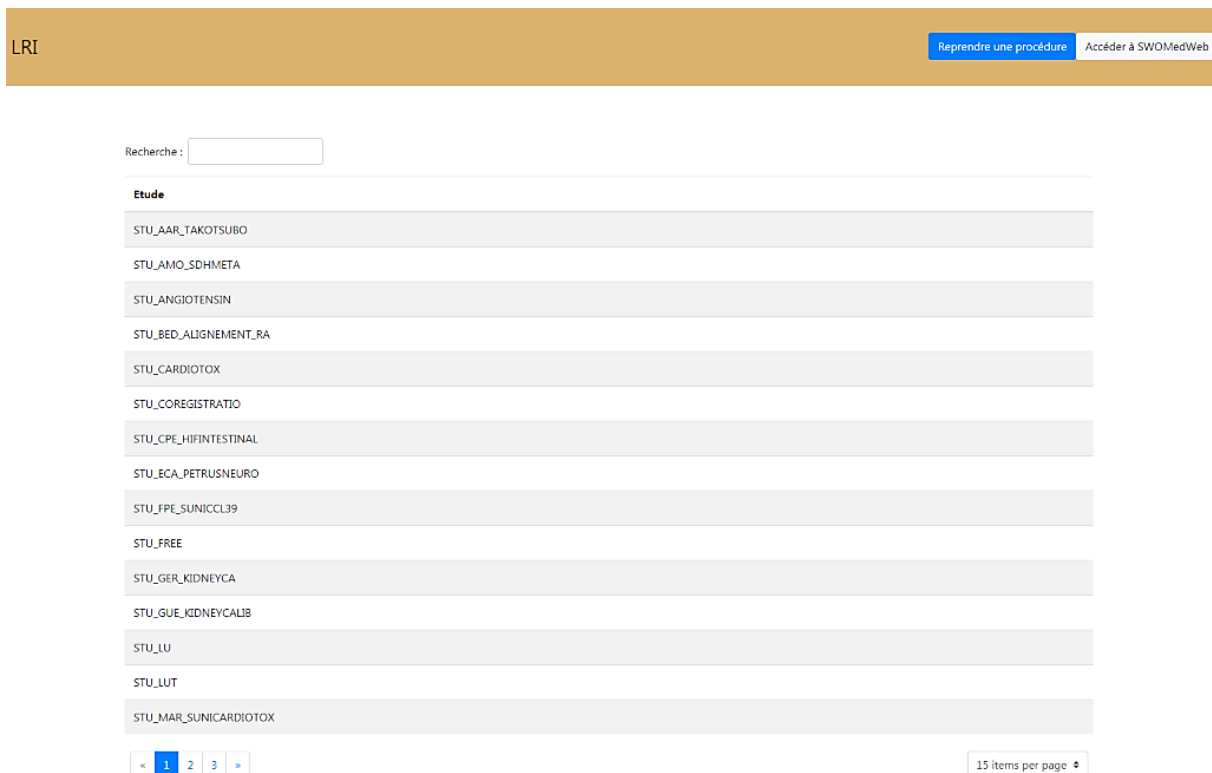 LRI
Reprendre une procédure Accéder à SWOMedWeb
Recherche :
Etude
STU_AAR_TAKOTSUBO
STU_AMO_SDHMETA
STU_ANGIOTENSIN
STU_BED_ALIGNEMENT_RA
STU_CARDIOTOX
STU_COREGISTRATIO
STU_CPE_HIFINTESTINAL
STU_ECA_PETRUSNEURO
STU_FPE_SUNICCL39
STU_FREE
STU_GER_KIDNEYCA
STU_GUE_KIDNEYCALIB
STU_LU
STU_LUT
STU_MAR_SUNICARDIOTOX
« 1 2 3 » 15 items per page